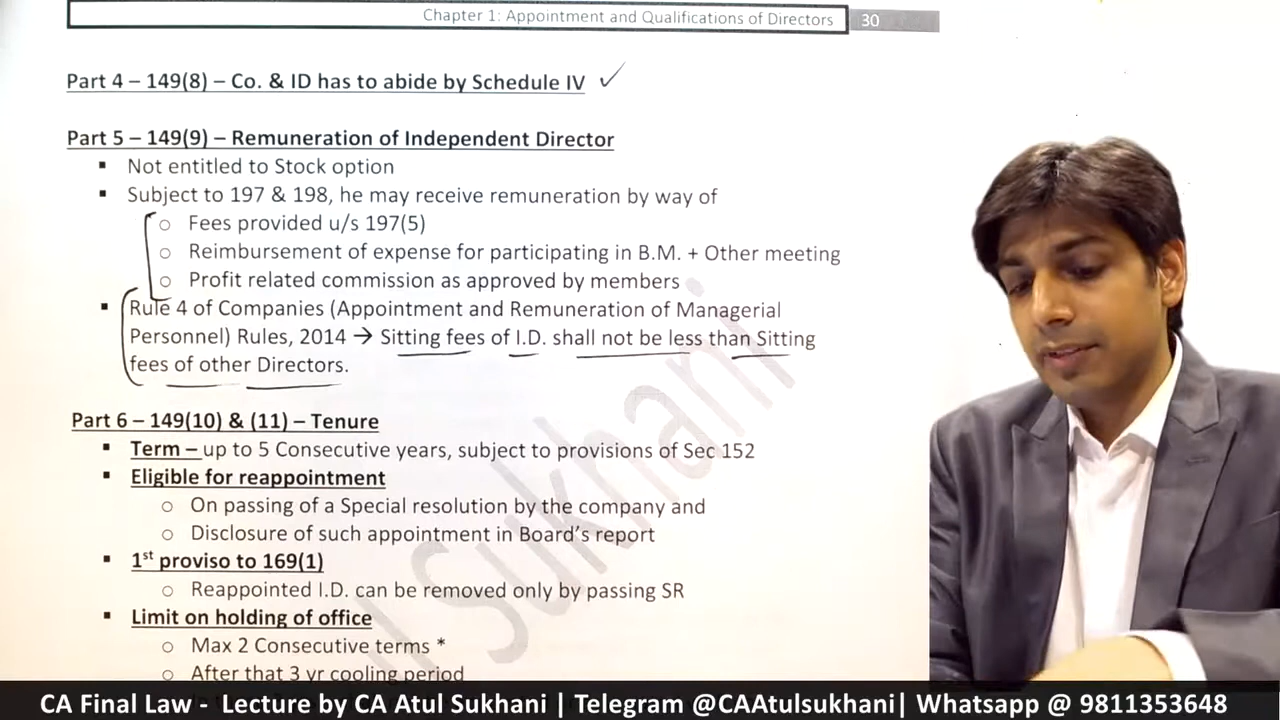 Chapter 1: Appointment and Qualifications of Directors 30
Part 4 – 149(8) – Co. & ID has to abide by Schedule IV ✓
Part 5 – 149(9) – Remuneration of Independent Director
▪ Not entitled to Stock option
▪ Subject to 197 & 198, he may receive remuneration by way of
o Fees provided u/s 197(5)
o Reimbursement of expense for participating in B.M. + Other meeting
o Profit related commission as approved by members
▪ Rule 4 of Companies (Appointment and Remuneration of Managerial
Personnel) Rules, 2014 → Sitting fees of I.D. shall not be less than Sitting
fees of other Directors.
Part 6 – 149(10) & (11) – Tenure
▪ Term – up to 5 Consecutive years, subject to provisions of Sec 152
▪ Eligible for reappointment
o On passing of a Special resolution by the company and
o Disclosure of such appointment in Board's report
▪ 1st proviso to 169(1)
o Reappointed I.D. can be removed only by passing SR
▪ Limit on holding of office
o Max 2 Consecutive terms *
o After that 3 yr cooling period
Sukhani
CA Final Law - Lecture by CA Atul Sukhani | Telegram @CAAtulsukhani| Whatsapp @ 9811353648